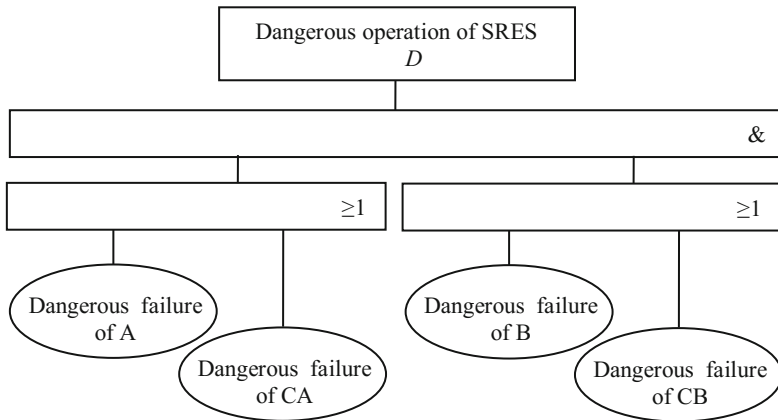 Dangerous operation of SRES
D
&
≥1
≥1
Dangerous failure
of A
Dangerous failure
of CA
Dangerous failure
of B
Dangerous failure
of CB